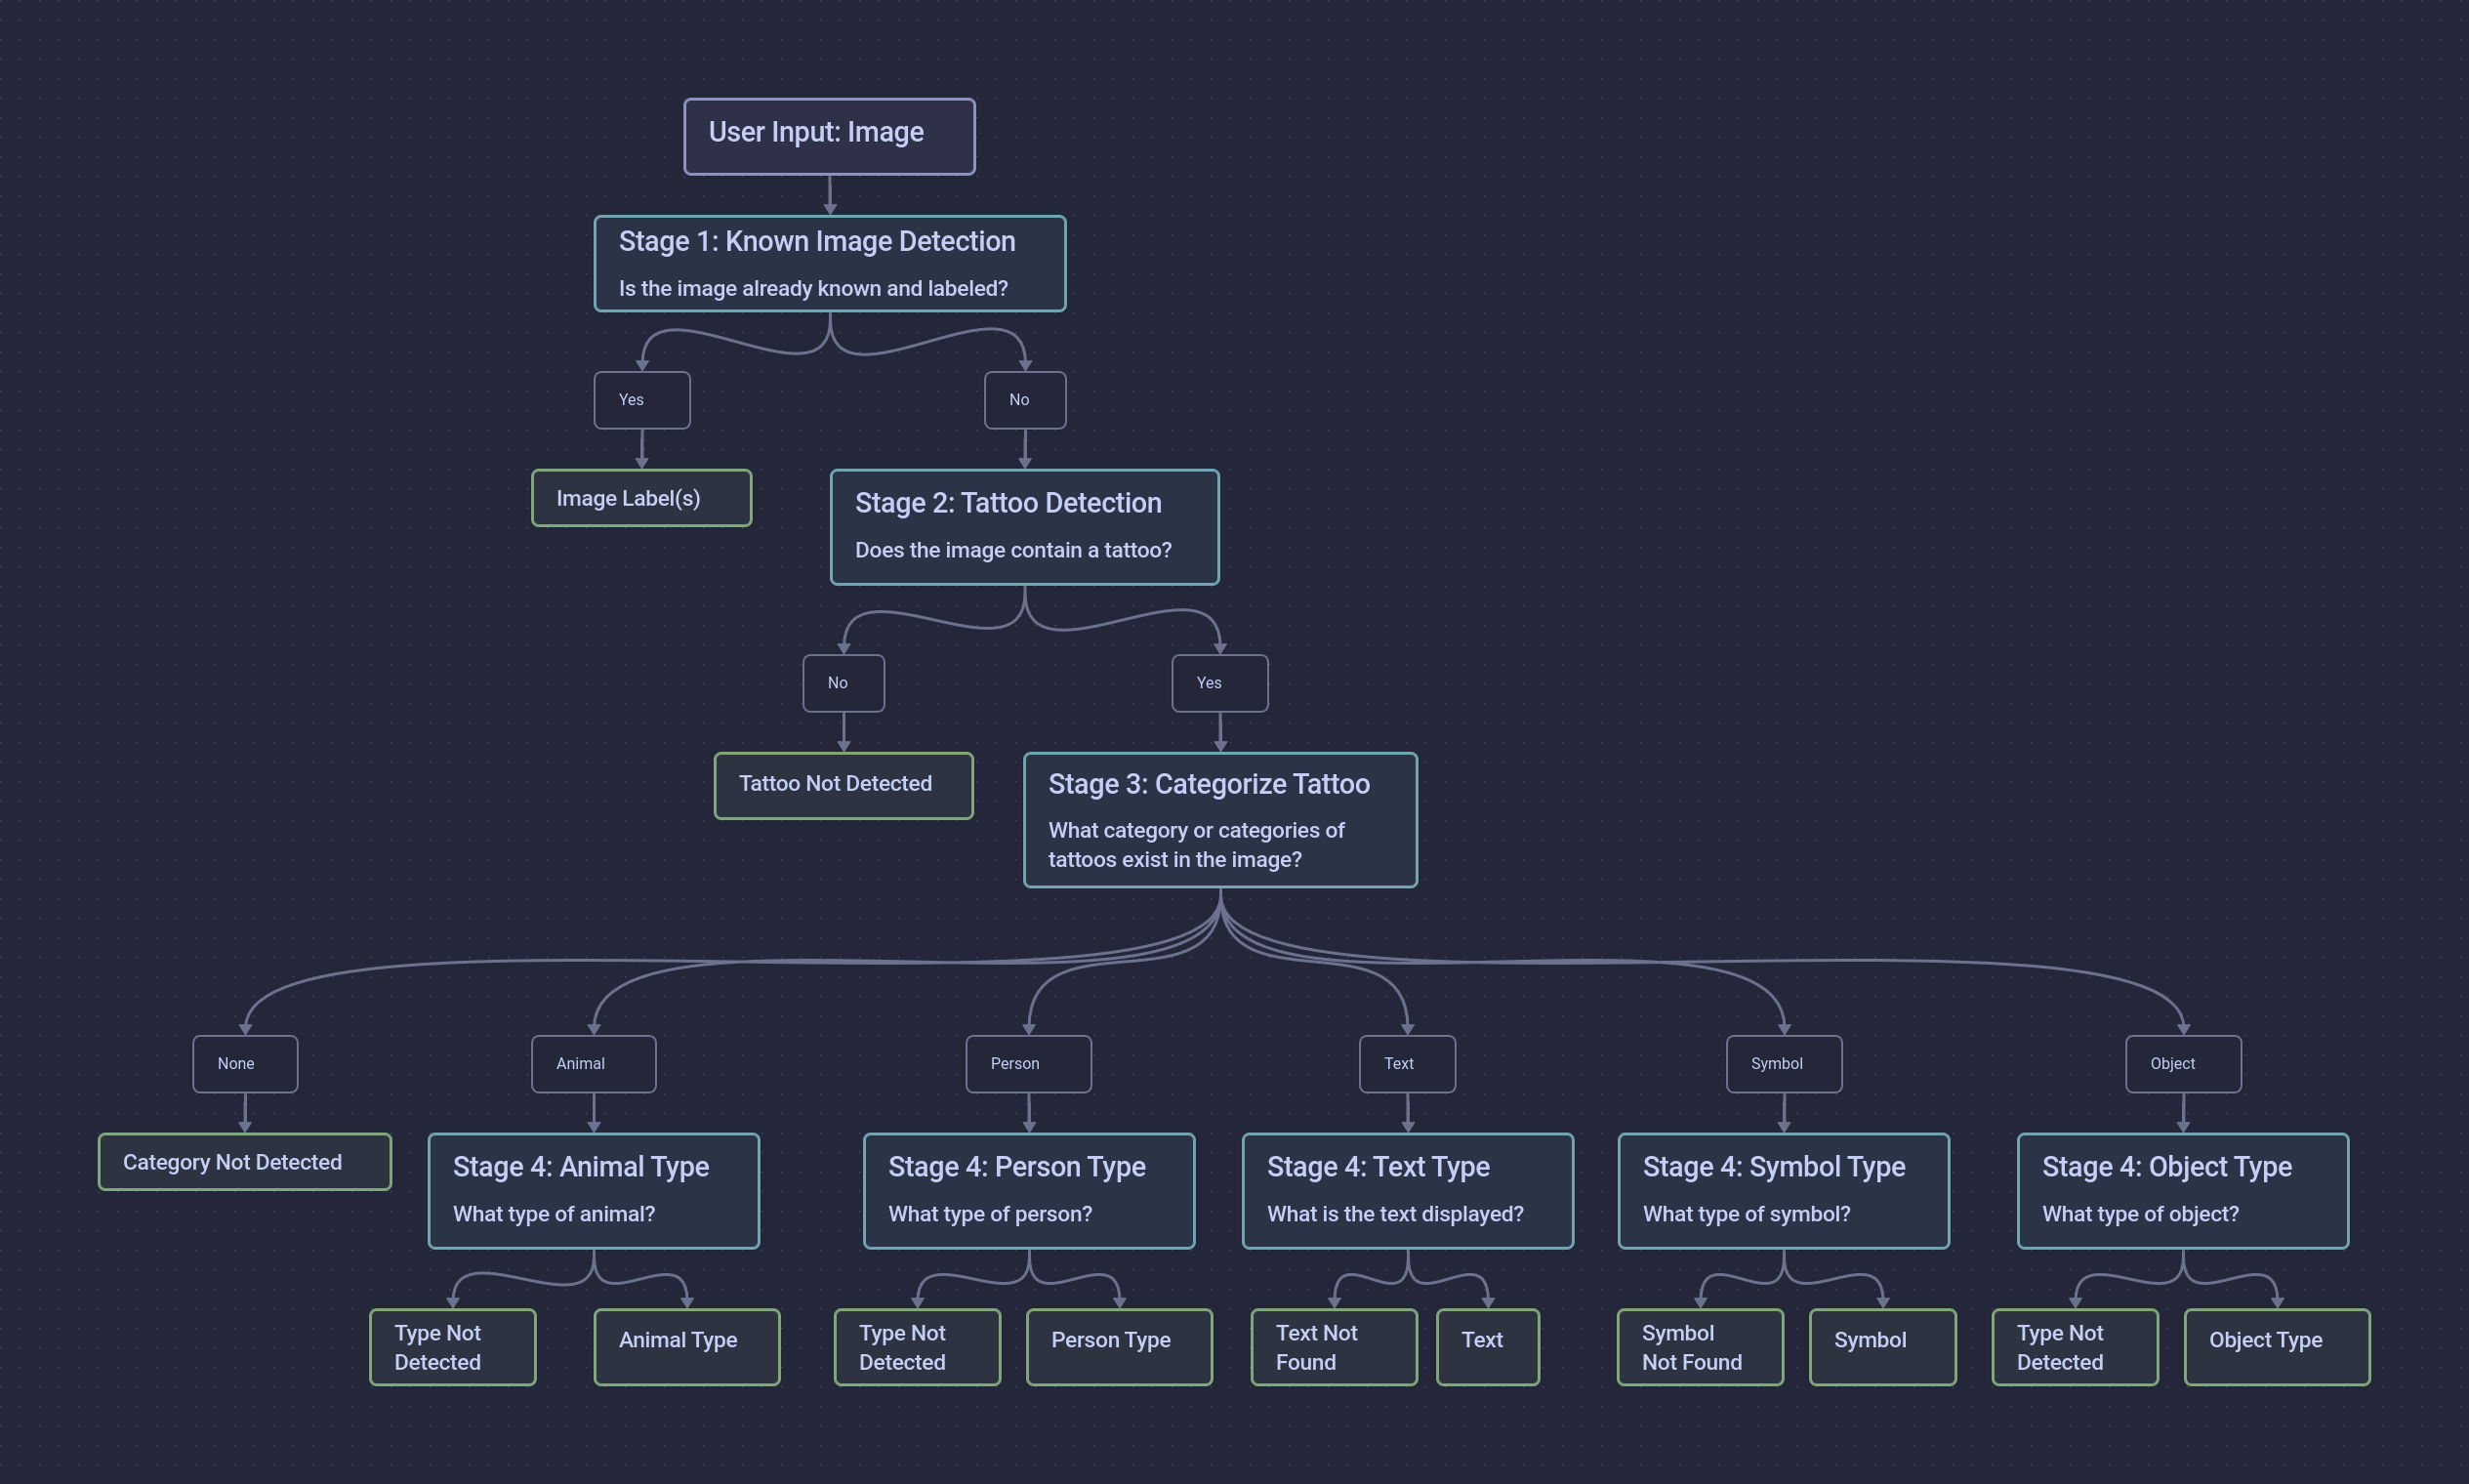 User Input: Image
Stage 1: Known Image Detection
Is the image already known and labeled?
Yes
No
Image Label(s)
Stage 2: Tattoo Detection
Does the image contain a tattoo?
No
Yes
Tattoo Not Detected
Stage 3: Categorize Tattoo
What category or categories of
tattoos exist in the image?
None
Animal
Person
Text
Symbol
Object
Category Not Detected
Stage 4: Animal Type
What type of animal?
Stage 4: Person Type
What type of person?
Stage 4: Text Type
What is the text displayed?
Stage 4: Symbol Type
What type of symbol?
Stage 4: Object Type
What type of object?
Type Not
Detected
Animal Type
Type Not
Detected
Person Type
Text Not
Found
Text
Symbol
Not Found
Symbol
Type Not
Detected
Object Type